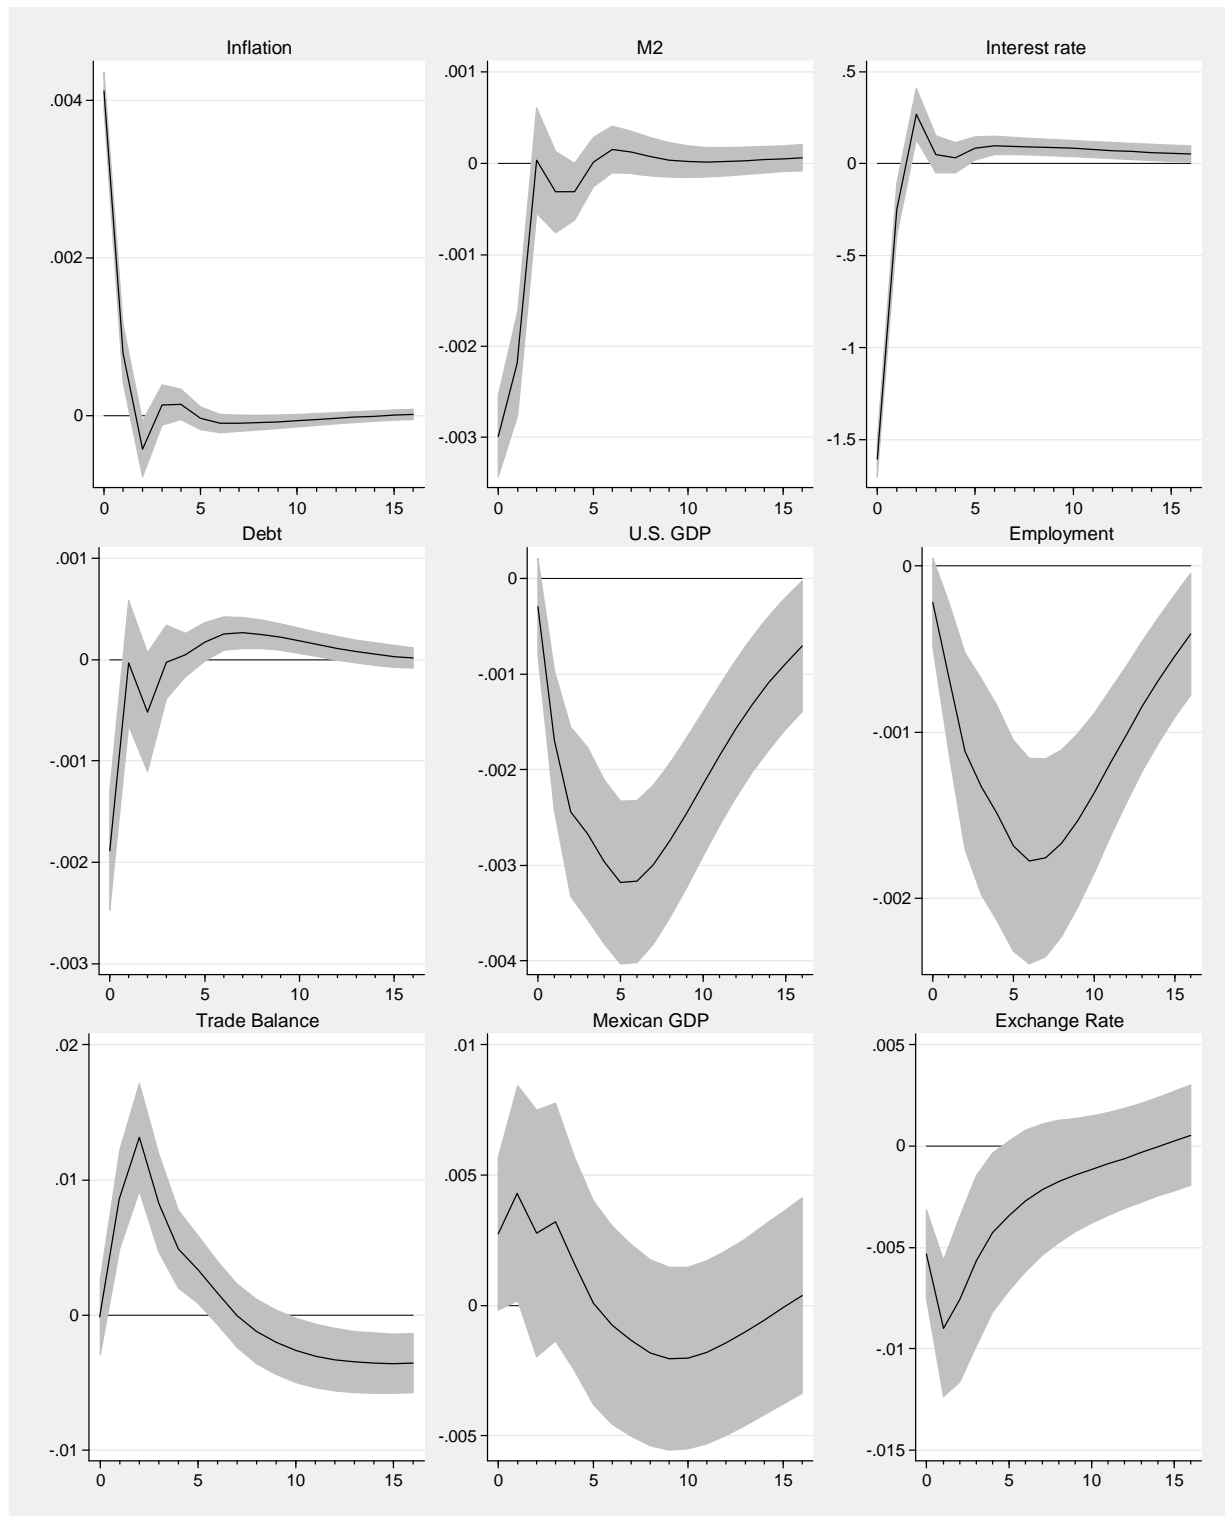 Inflation
.004
.002
0
0 5 10 15
M2
.001
0
-.001
-.002
-.003
0 5 10 15
Interest rate
.5
0
-.5
-1
-1.5
0 5 10 15
Debt
.001
0
-.001
-.002
-.003
0 5 10 15
U.S. GDP
0
-.001
-.002
-.003
-.004
0 5 10 15
Employment
0
-.001
-.002
0 5 10 15
Trade Balance
.02
.01
0
-.01
0 5 10 15
Mexican GDP
.01
.005
0
-.005
0 5 10 15
Exchange Rate
.005
0
-.005
-.01
-.015
0 5 10 15